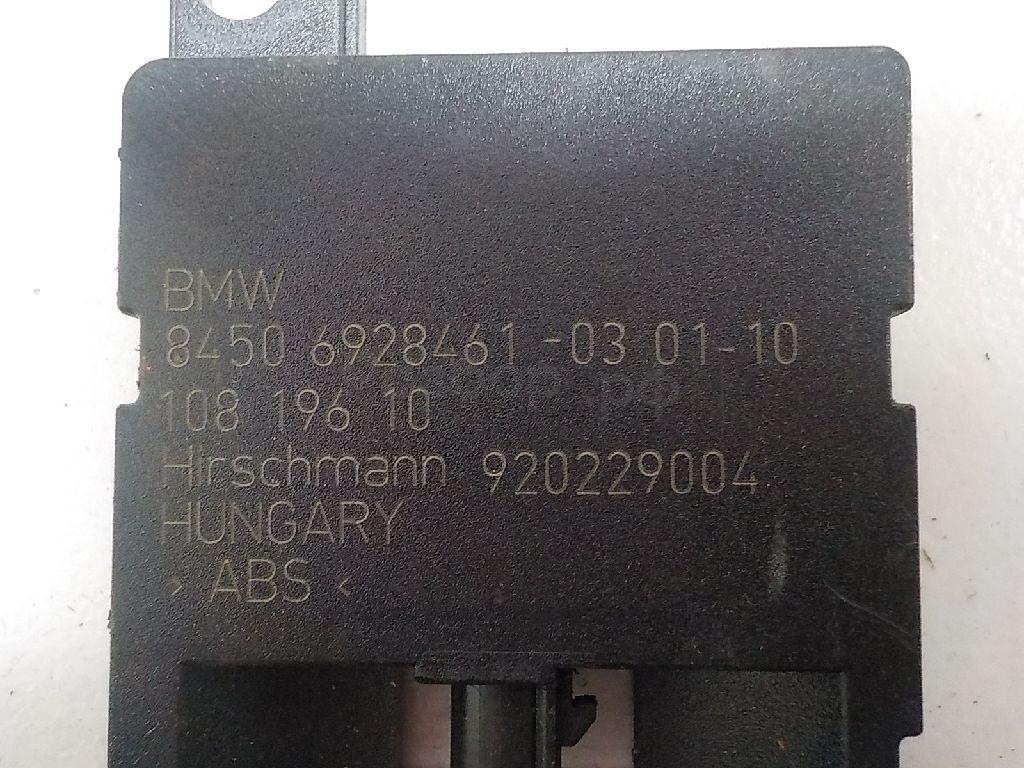 BMW
8450 6928461 -03 01-10
108 196 10
Hirschmann 920229004
HUNGARY
> ABS <